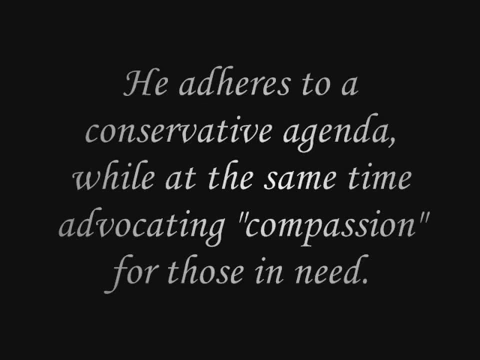 He adheres to a
conservative agenda,
while at the same time
advocating "compassion"
for those in need.